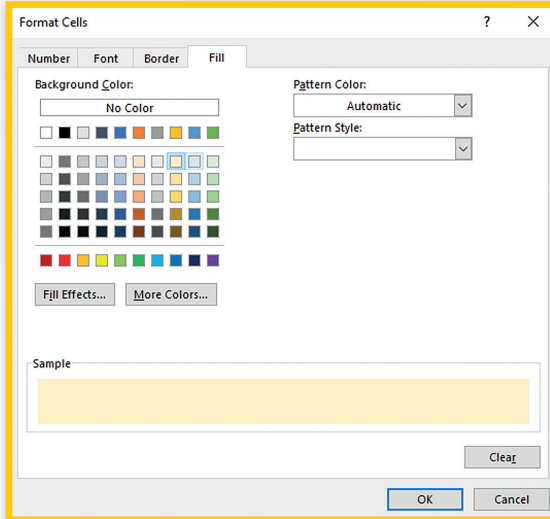 Format Cells ? X
Number Font Border Fill
Background Color:
No Color
Pattern Color:
Automatic
Pattern Style:
Fill Effects... More Colors...
Sample
Clear
OK Cancel